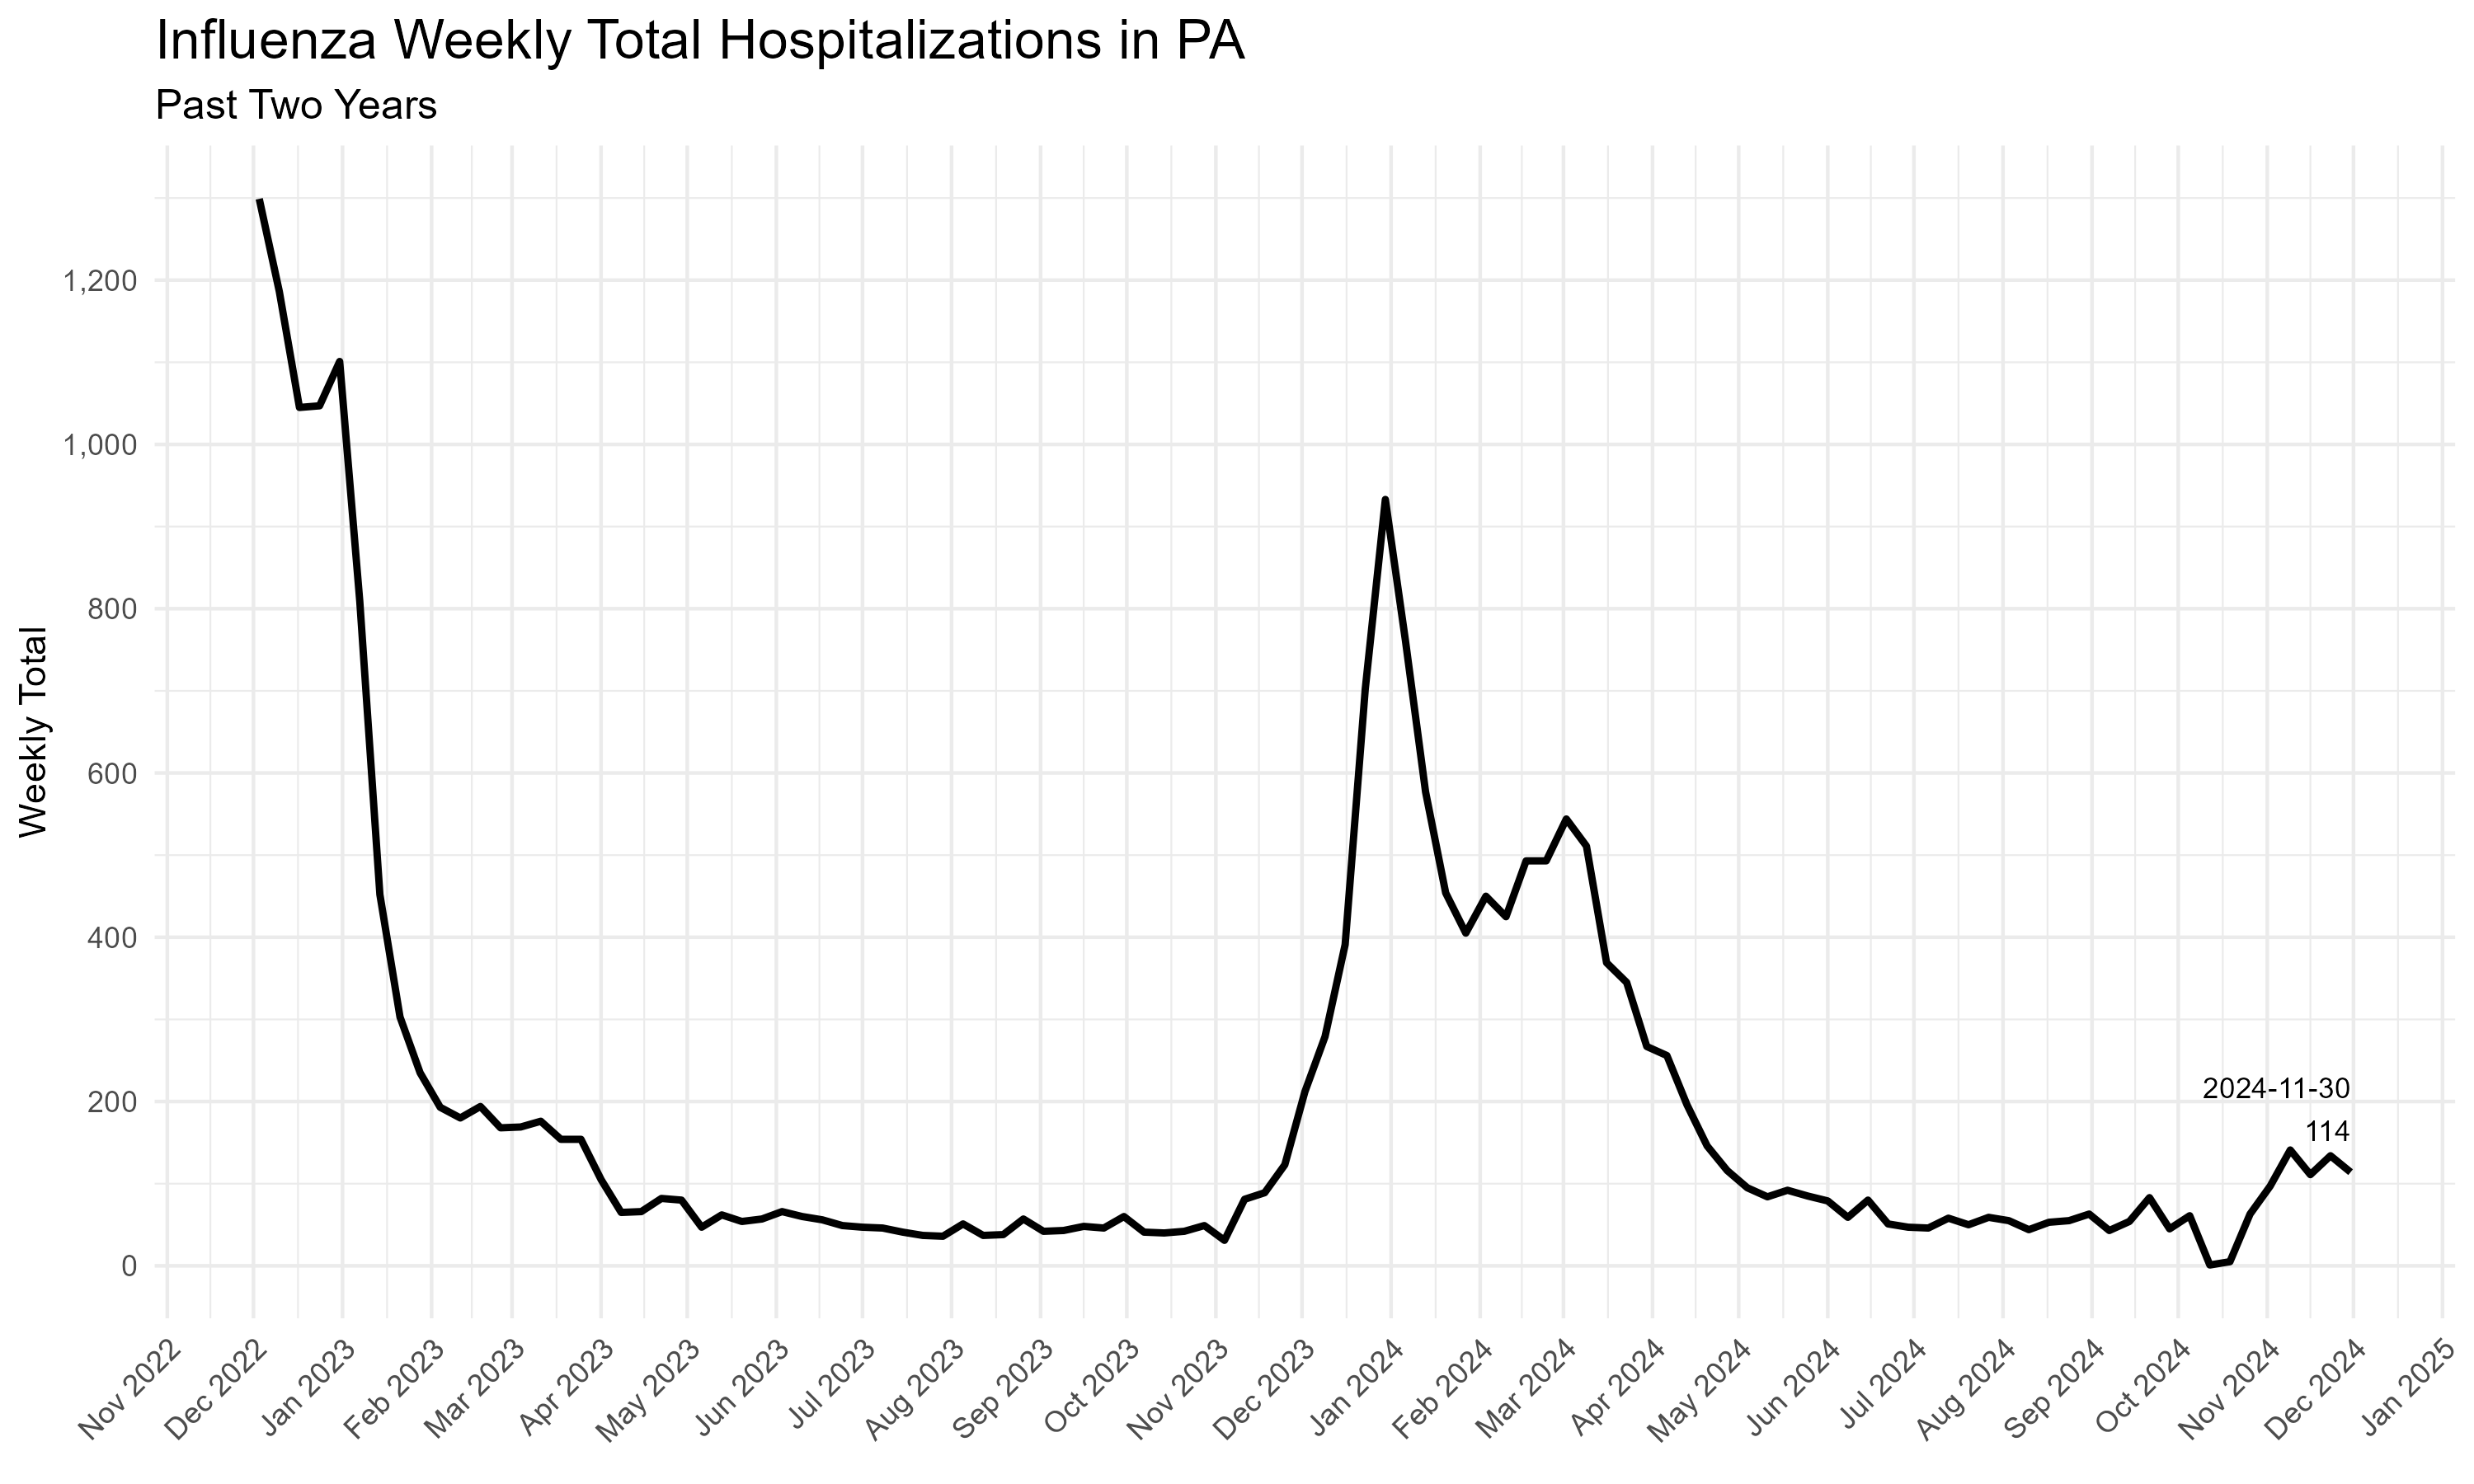 Influenza Weekly Total Hospitalizations in PA
Past Two Years
Weekly Total
1,200
1,000
800
600
400
200
0
2024-11-30
114
Nov 2022
Dec 2022
Jan 2023
Feb 2023
Mar 2023
Apr 2023
May 2023
Jun 2023
Jul 2023
Aug 2023
Sep 2023
Oct 2023
Nov 2023
Dec 2023
Jan 2024
Feb 2024
Mar 2024
Apr 2024
May 2024
Jun 2024
Jul 2024
Aug 2024
Sep 2024
Oct 2024
Nov 2024
Dec 2024
Jan 2025